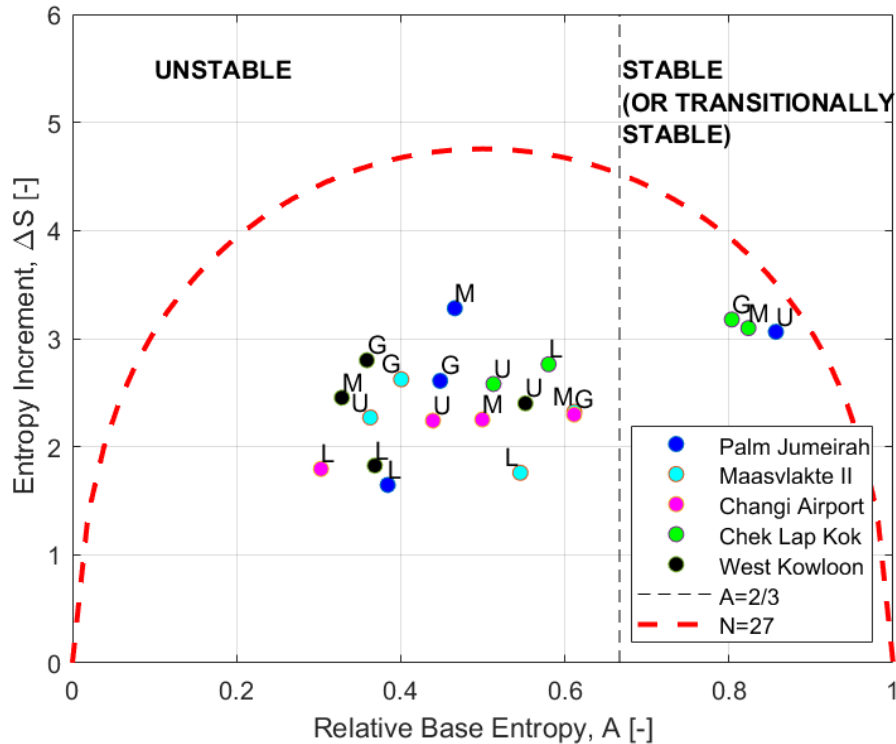 6
5
4
3
2
1
0
Entropy Increment, ΔS [-]
UNSTABLE
STABLE
(OR TRANSITIONALLY
STABLE)
M
G
M
U
G
G
G
U
L
M
U
U
M
U
M
G
L
L
L
L
Palm Jumeirah
Maasvlakte II
Changi Airport
Chek Lap Kok
West Kowloon
A=2/3
N=27
0
0.2
0.4
0.6
0.8
1
Relative Base Entropy, A [-]